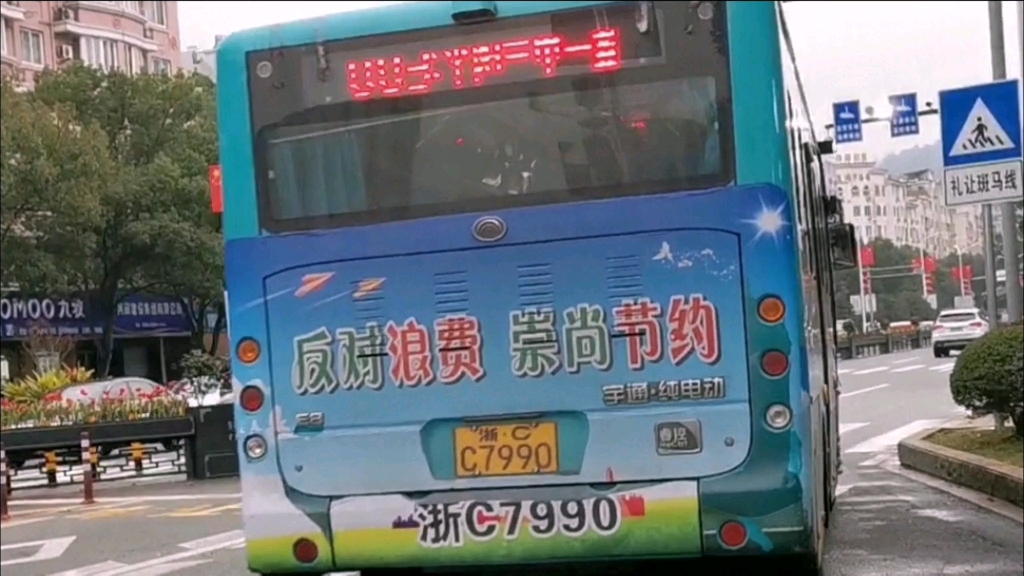 礼让斑马线
OMOO九牧
反对浪费 崇尚节约
宇通·纯电动
浙C
C7990
浙C7990